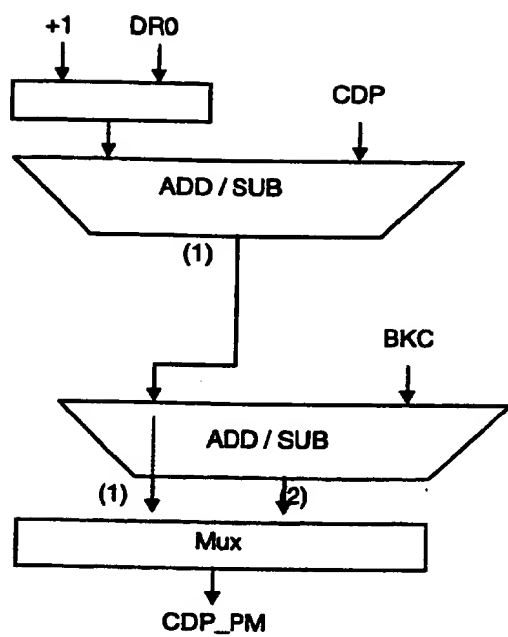 +1 DR0
CDP
ADD / SUB
(1)
BKC
ADD / SUB
(1) (2)
Mux
CDP_PM